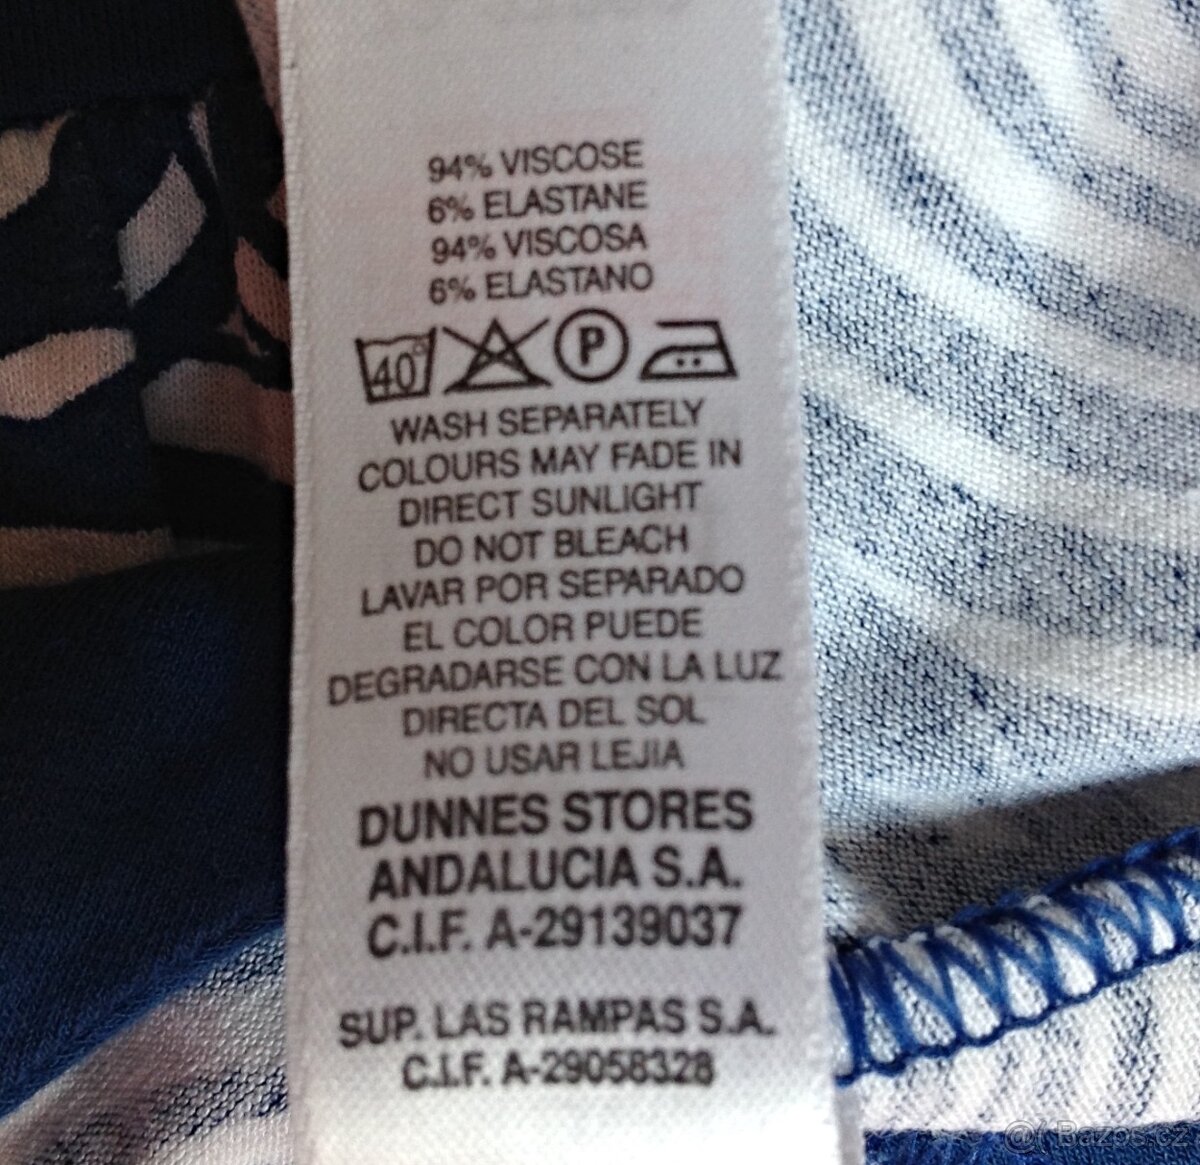 94% VISCOSE
6% ELASTANE
94% VISCOSA
6% ELASTANO
40° P
WASH SEPARATELY
COLOURS MAY FADE IN
DIRECT SUNLIGHT
DO NOT BLEACH
LAVAR POR SEPARADO
EL COLOR PUEDE
DEGRADARSE CON LA LUZ
DIRECTA DEL SOL
NO USAR LEJIA
DUNNES STORES
ANDALUCIA S.A.
C.I.F. A-29139037
SUP. LAS RAMPAS S.A.
C.I.F. A-29058328
Bazos.cz